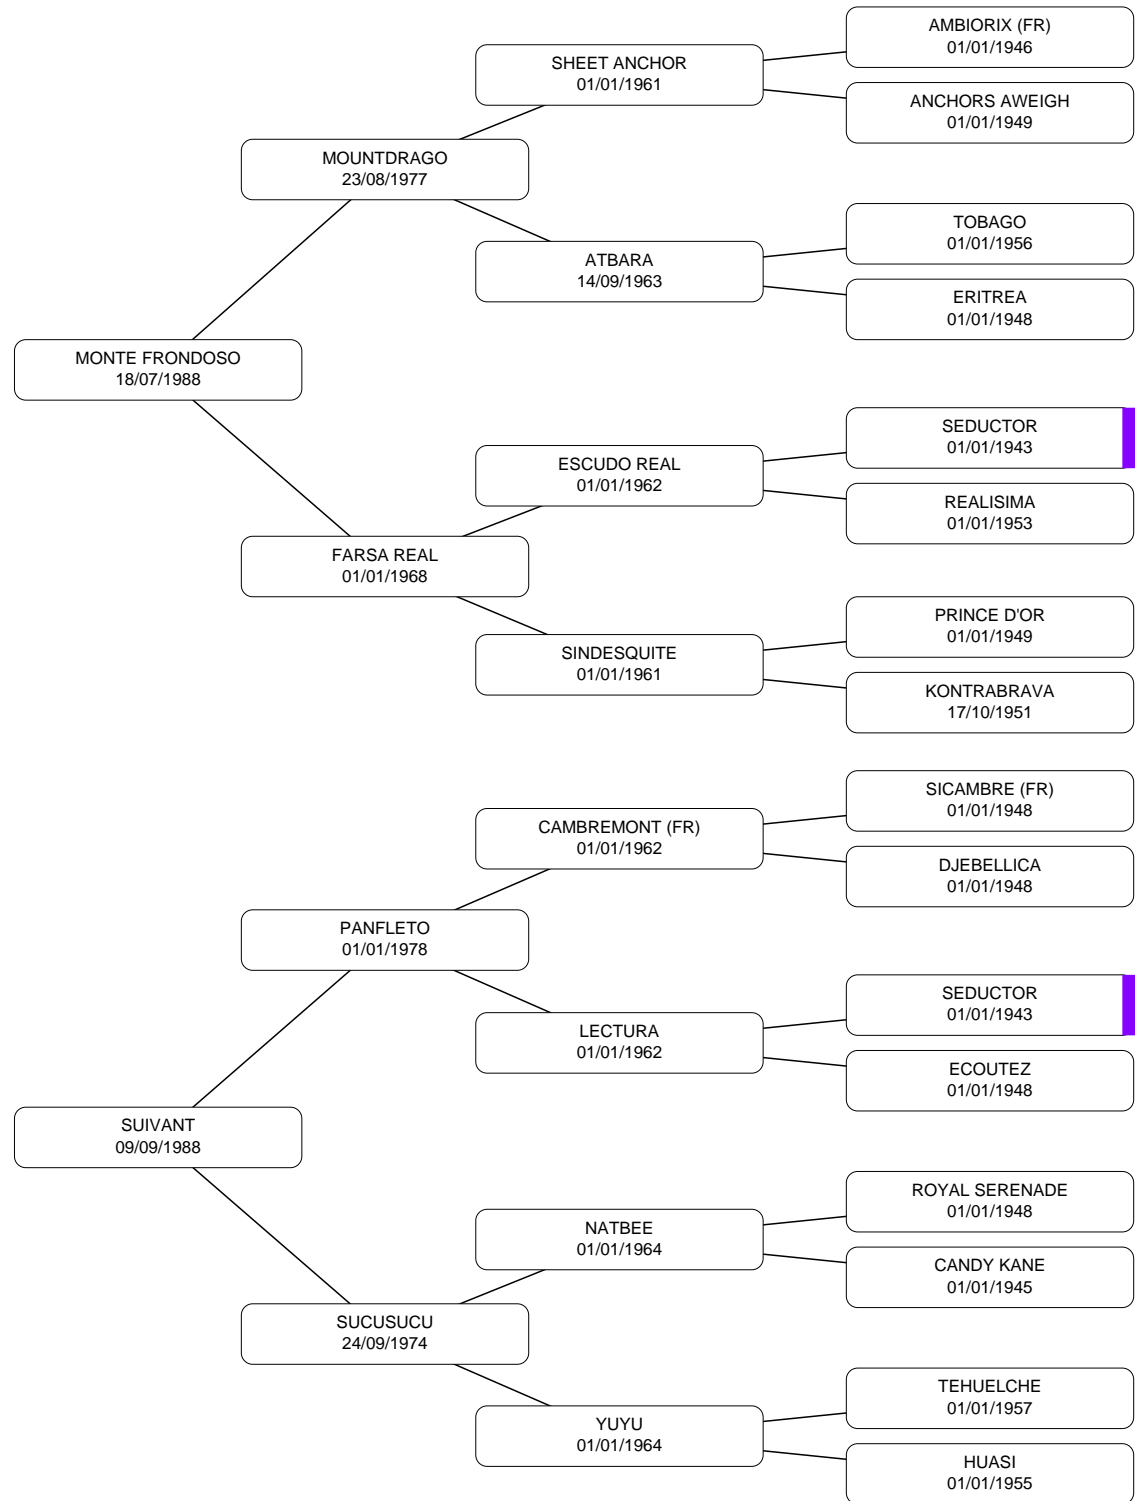 AMBIORIX (FR)
01/01/1946
SHEET ANCHOR
01/01/1961
ANCHORS AWEIGH
01/01/1949
MOUNTDRAGO
23/08/1977
TOBAGO
01/01/1956
ATBARA
14/09/1963
ERITREA
01/01/1948
MONTE FRONDOSO
18/07/1988
SEDUCTOR
01/01/1943
ESCUDO REAL
01/01/1962
REALISIMA
01/01/1953
FARSA REAL
01/01/1968
PRINCE D'OR
01/01/1949
SINDESQUITE
01/01/1961
KONTRABRAVA
17/10/1951
SICAMBRE (FR)
01/01/1948
CAMBREMONT (FR)
01/01/1962
DJEBELLICA
01/01/1948
PANFLETO
01/01/1978
SEDUCTOR
01/01/1943
LECTURA
01/01/1962
ECOUTEZ
01/01/1948
SUIVANT
09/09/1988
ROYAL SERENADE
01/01/1948
NATBEE
01/01/1964
CANDY KANE
01/01/1945
SUCUSUCU
24/09/1974
TEHUELCHE
01/01/1957
YUYU
01/01/1964
HUASI
01/01/1955